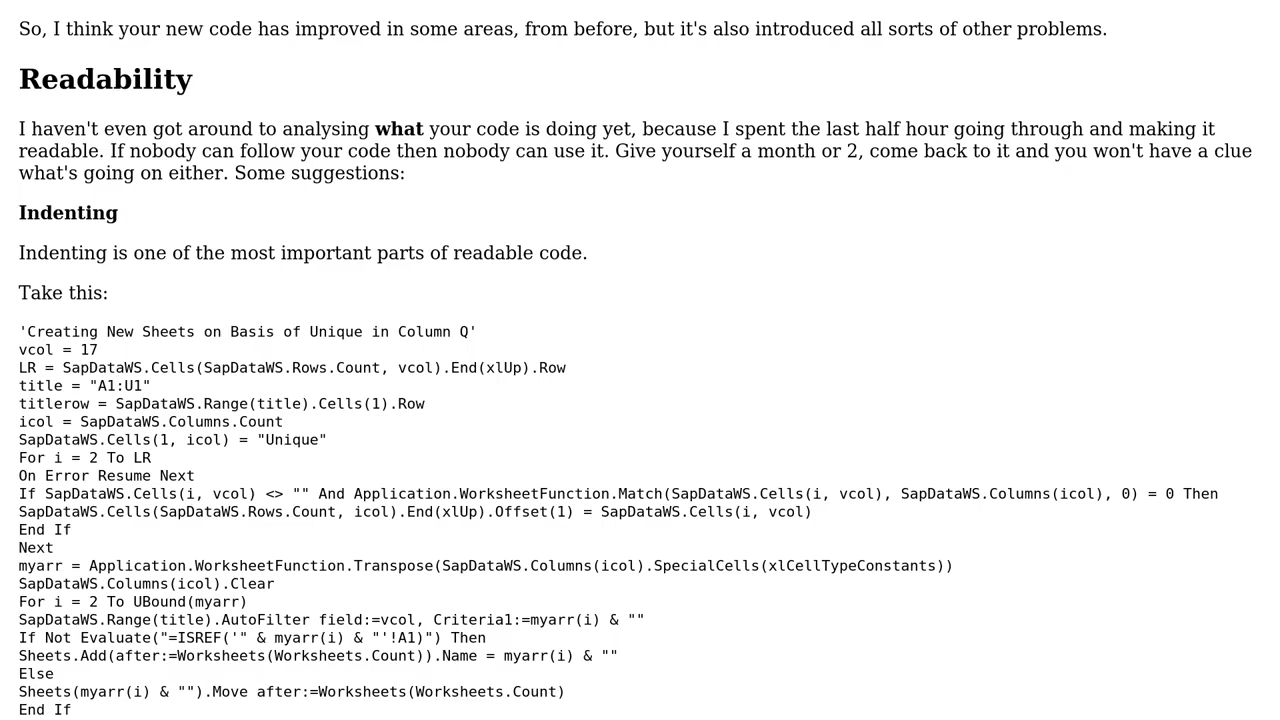 So, I think your new code has improved in some areas, from before, but it's also introduced all sorts of other problems.
Readability
I haven't even got around to analysing what your code is doing yet, because I spent the last half hour going through and making it
readable. If nobody can follow your code then nobody can use it. Give yourself a month or 2, come back to it and you won't have a clue
what's going on either. Some suggestions:
Indenting
Indenting is one of the most important parts of readable code.
Take this:
'Creating New Sheets on Basis of Unique in Column Q'
vcol = 17
LR = SapDataWS.Cells(SapDataWS.Rows.Count, vcol).End(xlUp).Row
title = "A1:U1"
titlerow = SapDataWS.Range(title).Cells(1).Row
icol = SapDataWS.Columns.Count
SapDataWS.Cells(1, icol) = "Unique"
For i = 2 To LR
On Error Resume Next
If SapDataWS.Cells(i, vcol) <> "" And Application.WorksheetFunction.Match(SapDataWS.Cells(i, vcol), SapDataWS.Columns(icol), 0) = 0 Then
SapDataWS.Cells(SapDataWS.Rows.Count, icol).End(xlUp).Offset(1) = SapDataWS.Cells(i, vcol)
End If
Next
myarr = Application.WorksheetFunction.Transpose(SapDataWS.Columns(icol).SpecialCells(xlCellTypeConstants))
SapDataWS.Columns(icol).Clear
For i = 2 To UBound(myarr)
SapDataWS.Range(title).AutoFilter field:=vcol, Criteria1:=myarr(i) & ""
If Not Evaluate("=ISREF('" & myarr(i) & "'!A1)") Then
Sheets.Add(after:=Worksheets(Worksheets.Count)).Name = myarr(i) & ""
Else
Sheets(myarr(i) & "").Move after:=Worksheets(Worksheets.Count)
End If